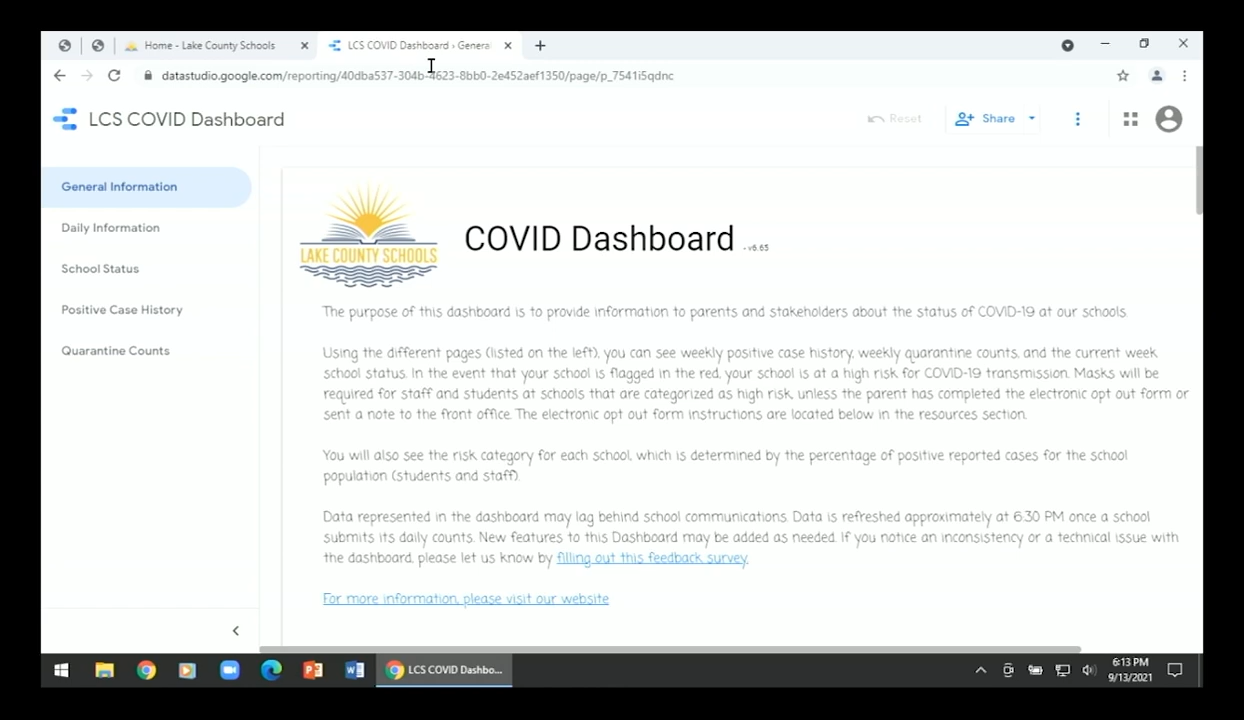 Home - Lake County Schools
LCS COVID Dashboard › General
datastudio.google.com/reporting/40dba537-304b-4623-8bb0-2e452aef1350/page/p_7541i5qdnc
LCS COVID Dashboard
Reset
Share
General Information
Daily Information
School Status
Positive Case History
Quarantine Counts
LAKE COUNTY SCHOOLS
COVID Dashboard - v6.65
The purpose of this dashboard is to provide information to parents and stakeholders about the status of COVID-19 at our schools.
Using the different pages (listed on the left), you can see weekly positive case history, weekly quarantine counts, and the current week
school status. In the event that your school is flagged in the red, your school is at a high risk for COVID-19 transmission. Masks will be
required for staff and students at schools that are categorized as high risk, unless the parent has completed the electronic opt out form or
sent a note to the front office. The electronic opt out form instructions are located below in the resources section.
You will also see the risk category for each school, which is determined by the percentage of positive reported cases for the school
population (students and staff).
Data represented in the dashboard may lag behind school communications. Data is refreshed approximately at 6:30 PM once a school
submits its daily counts. New features to this Dashboard may be added as needed. If you notice an inconsistency or a technical issue with
the dashboard, please let us know by filling out this feedback survey.
For more information, please visit our website
LCS COVID Dashbo...
6:13 PM
9/13/2021